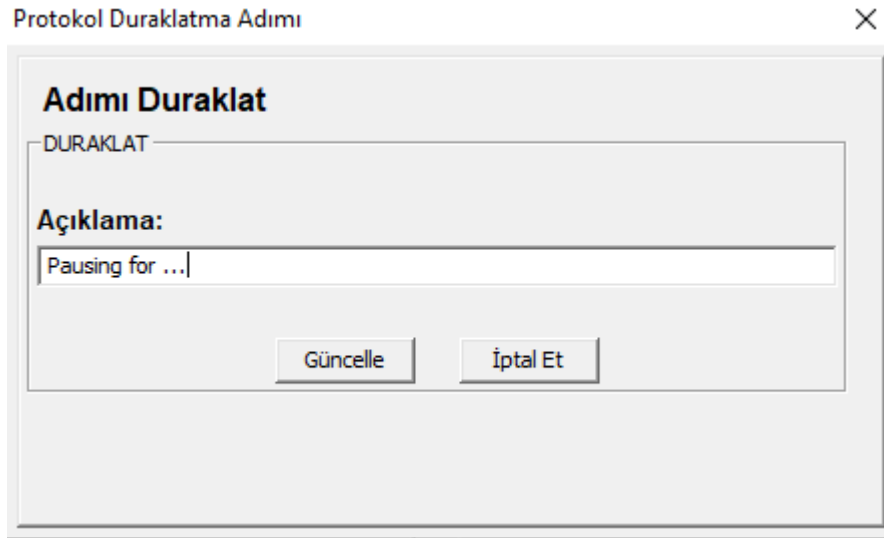 Protokol Duraklatma Adımı
Adımı Duraklat
DURAKLAT
Açıklama:
Pausing for ...
Güncelle İptal Et